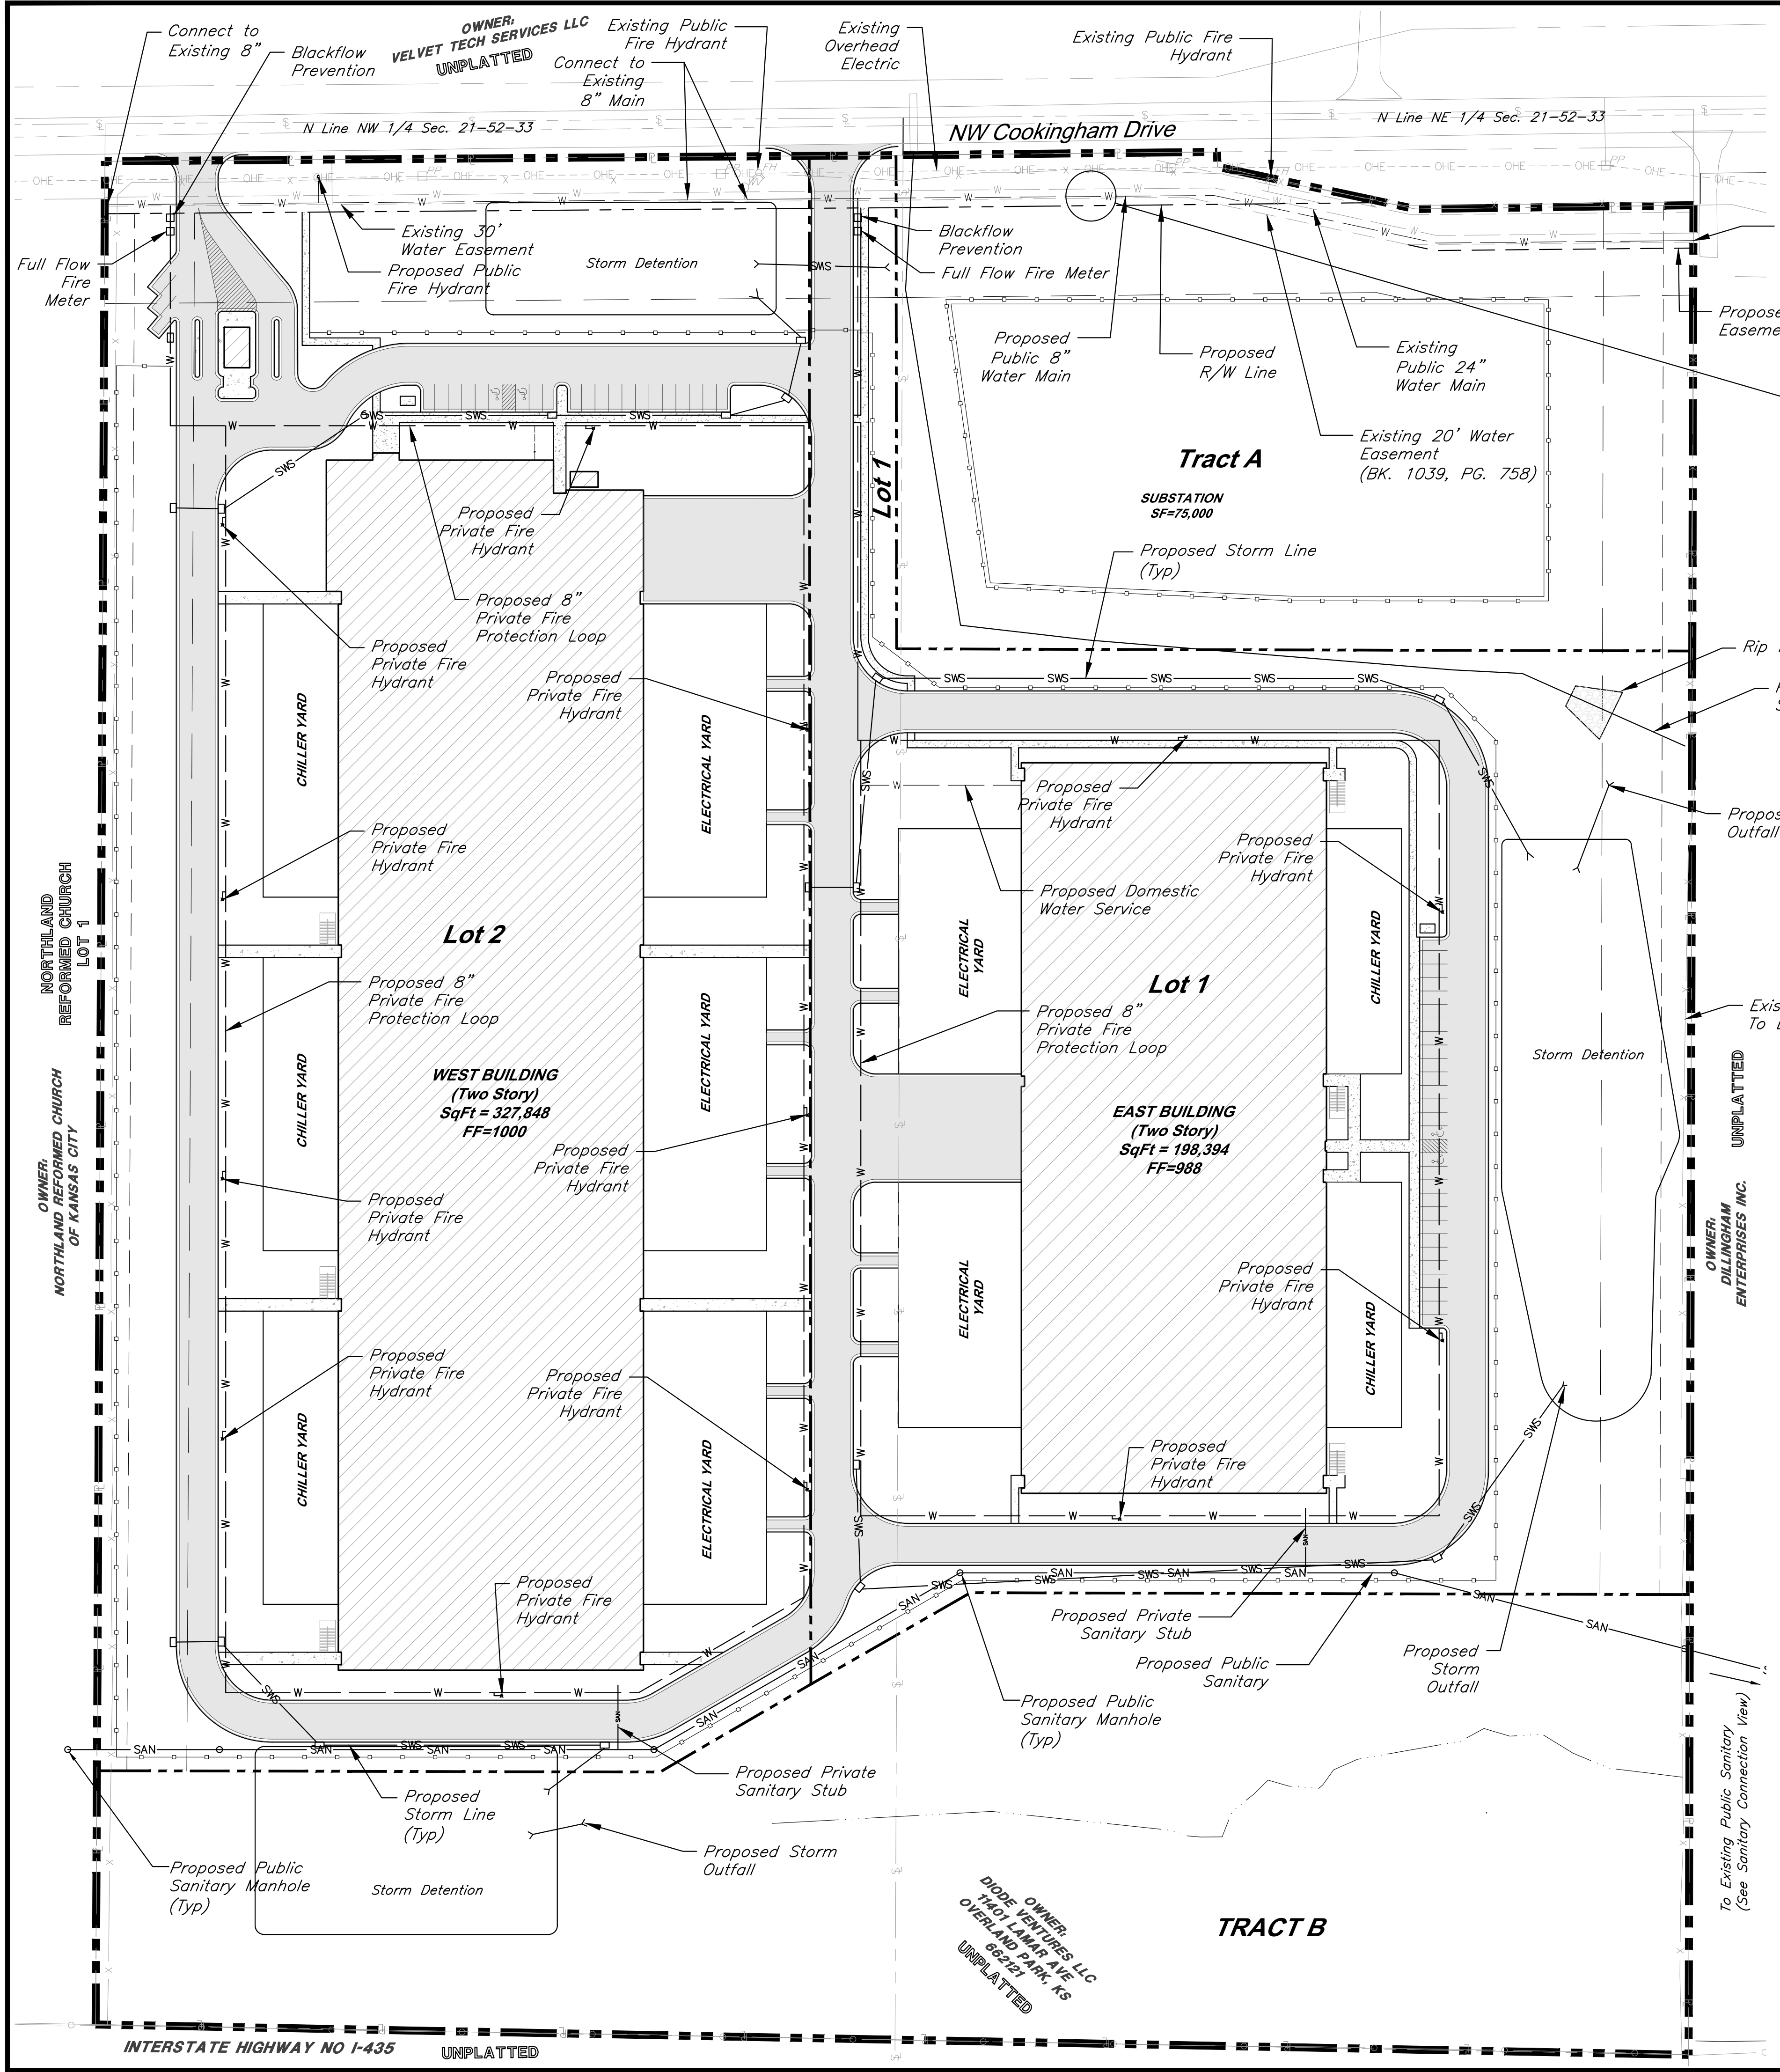 Connect to
Existing 8"
Blackflow
Prevention
OWNER:
VELVET TECH SERVICES LLC
UNPLATTED
Existing Public
Fire Hydrant
Connect to
Existing
8" Main
Existing
Overhead
Electric
Existing Public Fire
Hydrant
N Line NW 1/4 Sec. 21-52-33
NW Cookingham Drive
N Line NE 1/4 Sec. 21-52-33
Full Flow
Fire
Meter
Existing 30'
Water Easement
Proposed Public
Fire Hydrant
Storm Detention
Blackflow
Prevention
Full Flow Fire Meter
Proposed
Public 8"
Water Main
Proposed
R/W Line
Existing
Public 24"
Water Main
Existing 20' Water
Easement
(BK. 1039, PG. 758)
Tract A
SUBSTATION
SF=75,000
Lot 1
Proposed Storm Line
(Typ)
Proposed
Private Fire
Hydrant
Proposed 8"
Private Fire
Protection Loop
Proposed
Private Fire
Hydrant
Proposed
Private Fire
Hydrant
CHILLER YARD
ELECTRICAL YARD
Rip
Proposed
Private Fire
Hydrant
Proposed
Private Fire
Hydrant
Proposed
Private Fire
Hydrant
Outfall
Proposed Domestic
Water Service
NORTHLAND
REFORMED CHURCH
LOT 1
Lot 2
ELECTRICAL
YARD
Lot 1
CHILLER YARD
Proposed 8"
Private Fire
Protection Loop
Proposed 8"
Private Fire
Protection Loop
Storm Detention
CHILLER YARD
ELECTRICAL YARD
WEST BUILDING
(Two Story)
SqFt = 327,848
FF=1000
EAST BUILDING
(Two Story)
SqFt = 198,394
FF=988
OWNER:
NORTHLAND REFORMED CHURCH
OF KANSAS CITY
Proposed
Private Fire
Hydrant
Proposed
Private Fire
Hydrant
UNPLATTED
OWNER:
DILLINGHAM
ENTERPRISES INC.
ELECTRICAL
YARD
Proposed
Private Fire
Hydrant
Proposed
Private Fire
Hydrant
Proposed
Private Fire
Hydrant
CHILLER YARD
CHILLER YARD
ELECTRICAL YARD
Proposed
Private Fire
Hydrant
Proposed
Private Fire
Hydrant
Proposed Private
Sanitary Stub
Proposed Public
Sanitary
Proposed
Storm
Outfall
Proposed Public
Sanitary Manhole
(Typ)
Proposed Private
Sanitary Stub
Proposed
Storm Line
(Typ)
Proposed Storm
Outfall
Proposed Public
Sanitary Manhole
(Typ)
Storm Detention
To Existing Public Sanitary
(See Sanitary Connection View)
OWNER:
DIODE VENTURES LLC
11401 LAMAR AVE
OVERLAND PARK, KS
662121
UNPLATTED
TRACT B
INTERSTATE HIGHWAY NO I-435
UNPLATTED